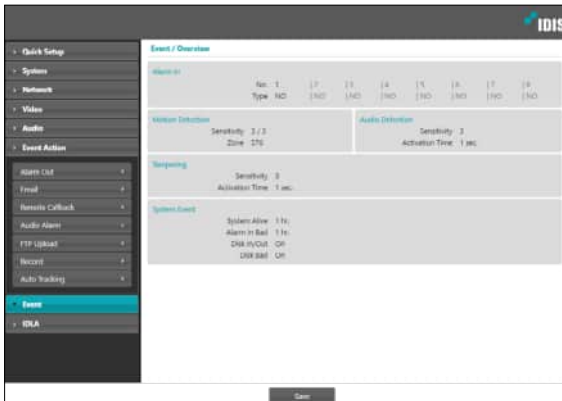 IDIS
Quick Setup
System
Network
Video
Audio
Event Action
Alarm Out
Email
Remote Callback
Audio Alarm
FTP Upload
Record
Auto Tracking
Event
IDLA
Event / Overview
Alarm In
No. 1 | 2 | 3 | 4 | 5 | 6 | 7 | 8
Type NO | NO | NO | NO | NO | NO | NO | NO
Motion Detection
Sensitivity 3 / 3
Zone 376
Audio Detection
Sensitivity 3
Activation Time 1 sec
Tampering
Sensitivity 3
Activation Time 1 sec.
System Event
System Alive 1 hr.
Alarm In Bad 1 hr.
Disk In/Out On
Disk Bad On
Save